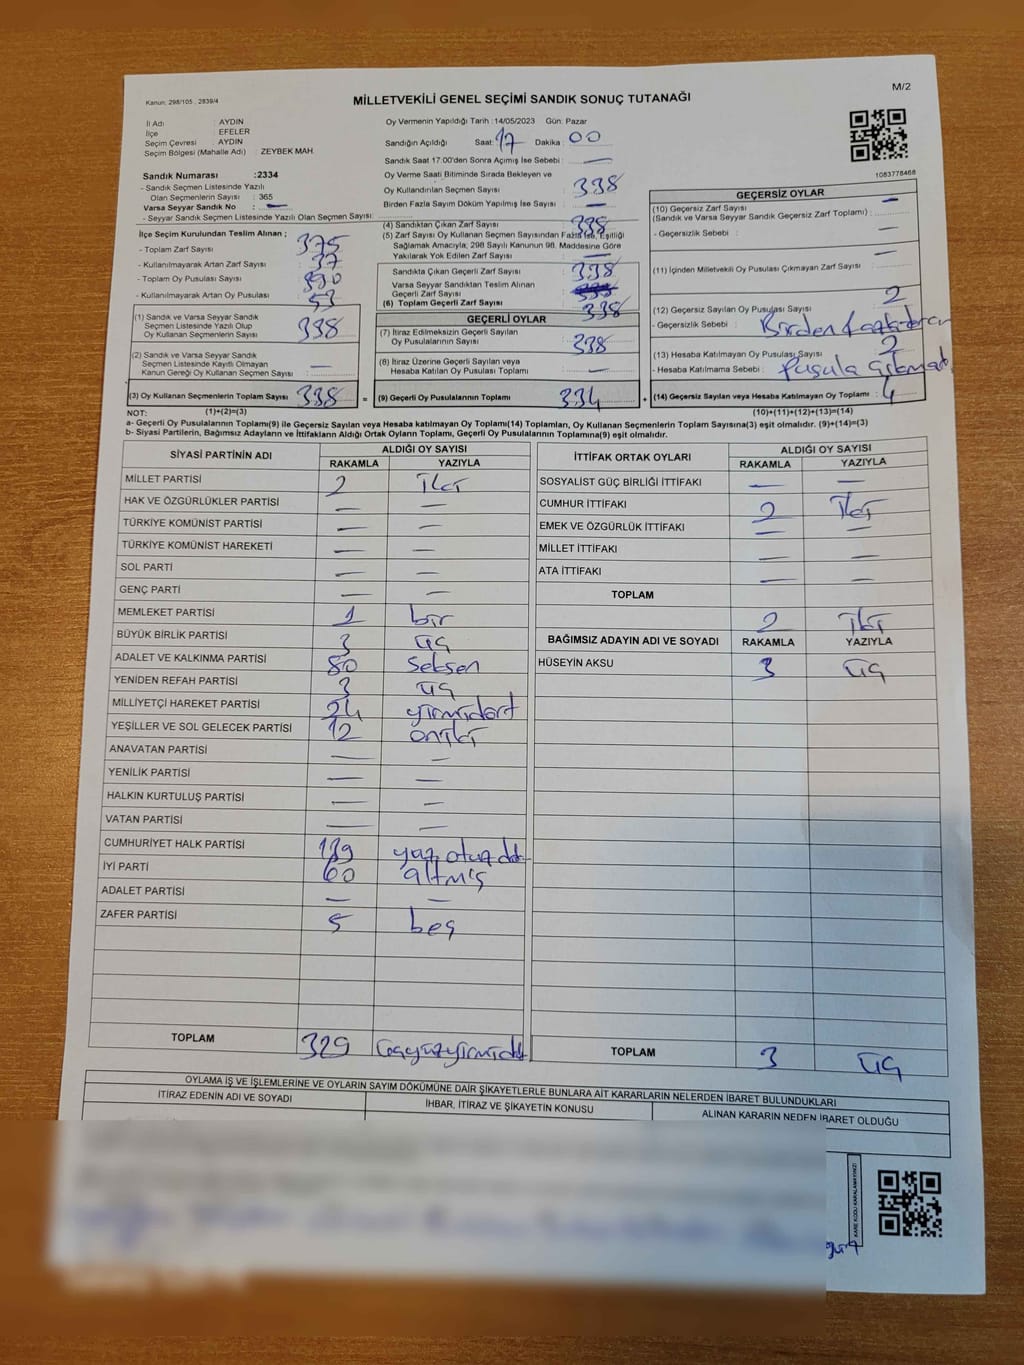 M/2
Kanun: 298/105 , 2839/4
MİLLETVEKİLİ GENEL SEÇİMİ SANDIK SONUÇ TUTANAĞI
İl Adı : AYDIN
İlçe : EFELER
Seçim Çevresi : AYDIN
Seçim Bölgesi (Mahalle Adı) : ZEYBEK MAH.
Sandık Numarası :2334
- Sandık Seçmen Listesinde Yazılı
Olan Seçmenlerin Sayısı : 365
Varsa Seyyar Sandık No : —
- Seyyar Sandık Seçmen Listesinde Yazılı Olan Seçmen Sayısı:
Oy Vermenin Yapıldığı Tarih :14/05/2023 Gün: Pazar
Sandığın Açıldığı Saat: 17 Dakika : 00
Sandık Saat 17:00'den Sonra Açılmış İse Sebebi : —
Oy Verme Saati Bitiminde Sırada Bekleyen ve
Oy Kullandırılan Seçmen Sayısı : 338
Birden Fazla Sayım Döküm Yapılmış İse Sayısı : —
1083778468
İlçe Seçim Kurulundan Teslim Alınan ;
- Toplam Zarf Sayısı : 375
- Kullanılmayarak Artan Zarf Sayısı : 37
- Toplam Oy Pusulası Sayısı :
- Kullanılmayarak Artan Oy Pusulası : 53
(1) Sandık ve Varsa Seyyar Sandık
Seçmen Listesinde Yazılı Olup
Oy Kullanan Seçmenlerin Sayısı : 338
(2) Sandık ve Varsa Seyyar Sandık
Seçmen Listesinde Kayıtlı Olmayan
Kanun Gereği Oy Kullanan Seçmen Sayısı : —
(3) Oy Kullanan Seçmenlerin Toplam Sayısı : 338 =
(4) Sandıktan Çıkan Zarf Sayısı : 338
(5) Zarf Sayısı Oy Kullanan Seçmen Sayısından Fazla İse, Eşitliği
Sağlamak Amacıyla, 298 Sayılı Kanunun 98. Maddesine Göre
Yakılarak Yok Edilen Zarf Sayısı : —
Sandıkta Çıkan Geçerli Zarf Sayısı : 338
Varsa Seyyar Sandıktan Teslim Alınan
Geçerli Zarf Sayısı :
(6) Toplam Geçerli Zarf Sayısı : 338
GEÇERLİ OYLAR
(7) İtiraz Edilmeksizin Geçerli Sayılan
Oy Pusulalarının Sayısı : 338
(8) İtiraz Üzerine Geçerli Sayılan veya
Hesaba Katılan Oy Pusulası Toplamı : —
(9) Geçerli Oy Pusulalarının Toplamı : 334 +
GEÇERSİZ OYLAR
(10) Geçersiz Zarf Sayısı —
(Sandık ve Varsa Seyyar Sandık Geçersiz Zarf Toplamı) :
- Geçersizlik Sebebi : —
(11) İçinden Milletvekili Oy Pusulası Çıkmayan Zarf Sayısı : —
(12) Geçersiz Sayılan Oy Pusulası Sayısı : 2
- Geçersizlik Sebebi : Birden fazla
(13) Hesaba Katılmayan Oy Pusulası Sayısı : 2
- Hesaba Katılmama Sebebi : Pusula
(14) Geçersiz Sayılan veya Hesaba Katılmayan Oy Toplamı : 4
NOT: (1)+(2)=(3) (10)+(11)+(12)+(13)=(14)
a- Geçerli Oy Pusulalarının Toplamı(9) ile Geçersiz Sayılan veya Hesaba Katılmayan Oy Toplamı(14) Toplamları, Oy Kullanan Seçmenlerin Toplam Sayısına(3) eşit olmalıdır. (9)+(14)=(3)
b- Siyasi Partilerin, Bağımsız Adayların ve İttifakların Aldığı Ortak Oyların Toplamı, Geçerli Oy Pusulalarının Toplamına(9) eşit olmalıdır.
SİYASİ PARTİNİN ADI ALDIĞI OY SAYISI
RAKAMLA YAZIYLA
MİLLET PARTİSİ 2 İki
HAK VE ÖZGÜRLÜKLER PARTİSİ — —
TÜRKİYE KOMÜNİST PARTİSİ — —
TÜRKİYE KOMÜNİST HAREKETİ — —
SOL PARTİ — —
GENÇ PARTİ — —
MEMLEKET PARTİSİ 1 bir
BÜYÜK BİRLİK PARTİSİ 3 üç
ADALET VE KALKINMA PARTİSİ 80 Seksen
YENİDEN REFAH PARTİSİ 3 üç
MİLLİYETÇİ HAREKET PARTİSİ 24 yirmidört
YEŞİLLER VE SOL GELECEK PARTİSİ 12 oniki
ANAVATAN PARTİSİ — —
YENİLİK PARTİSİ — —
HALKIN KURTULUŞ PARTİSİ — —
VATAN PARTİSİ — —
CUMHURİYET HALK PARTİSİ 139 yüz otuz
İYİ PARTİ 60 altmış
ADALET PARTİSİ — —
ZAFER PARTİSİ 5 beş
TOPLAM 329
İTTİFAK ORTAK OYLARI ALDIĞI OY SAYISI
RAKAMLA YAZIYLA
SOSYALİST GÜÇ BİRLİĞİ İTTİFAKI — —
CUMHUR İTTİFAKI 2 İki
EMEK VE ÖZGÜRLÜK İTTİFAKI — —
MİLLET İTTİFAKI — —
ATA İTTİFAKI — —
TOPLAM 2 İki
BAĞIMSIZ ADAYIN ADI VE SOYADI RAKAMLA YAZIYLA
HÜSEYİN AKSU 3 üç
TOPLAM 3 üç
OYLAMA İŞ VE İŞLEMLERİNE VE OYLARIN SAYIM DÖKÜMÜNE DAİR ŞİKAYETLERLE BUNLARA AİT KARARLARIN NELERDEN İBARET BULUNDUKLARI
İTİRAZ EDENİN ADI VE SOYADI İHBAR, İTİRAZ VE ŞİKAYETİN KONUSU ALINAN KARARIN NEDEN İBARET OLDUĞU
KARE KODU KARALAMAYINIZ!